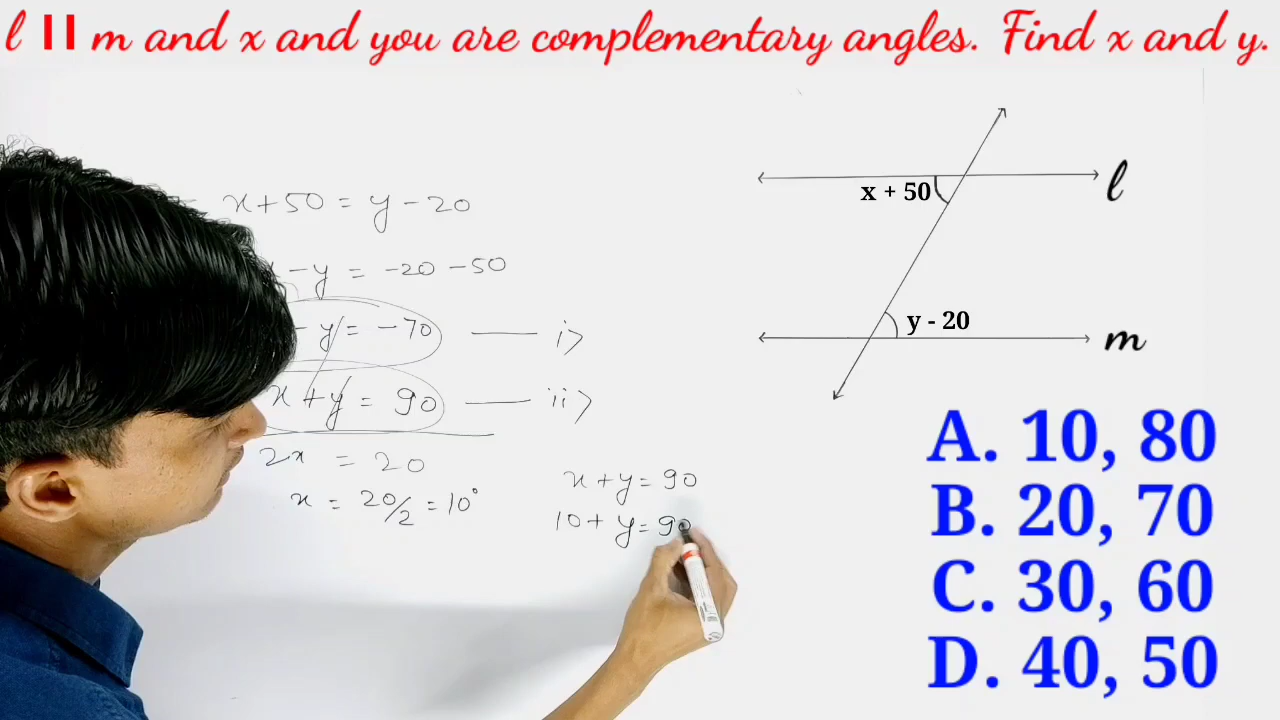 l II m and x and you are complementary angles. Find x and y.
x+50 = y-20
-y = -20-50
-y = -70 —— i>
x+y = 90 —— ii>
2x = 20
x = 20/2 = 10°
x+y=90
10+y=90
l
x + 50
y - 20
m
A. 10, 80
B. 20, 70
C. 30, 60
D. 40, 50